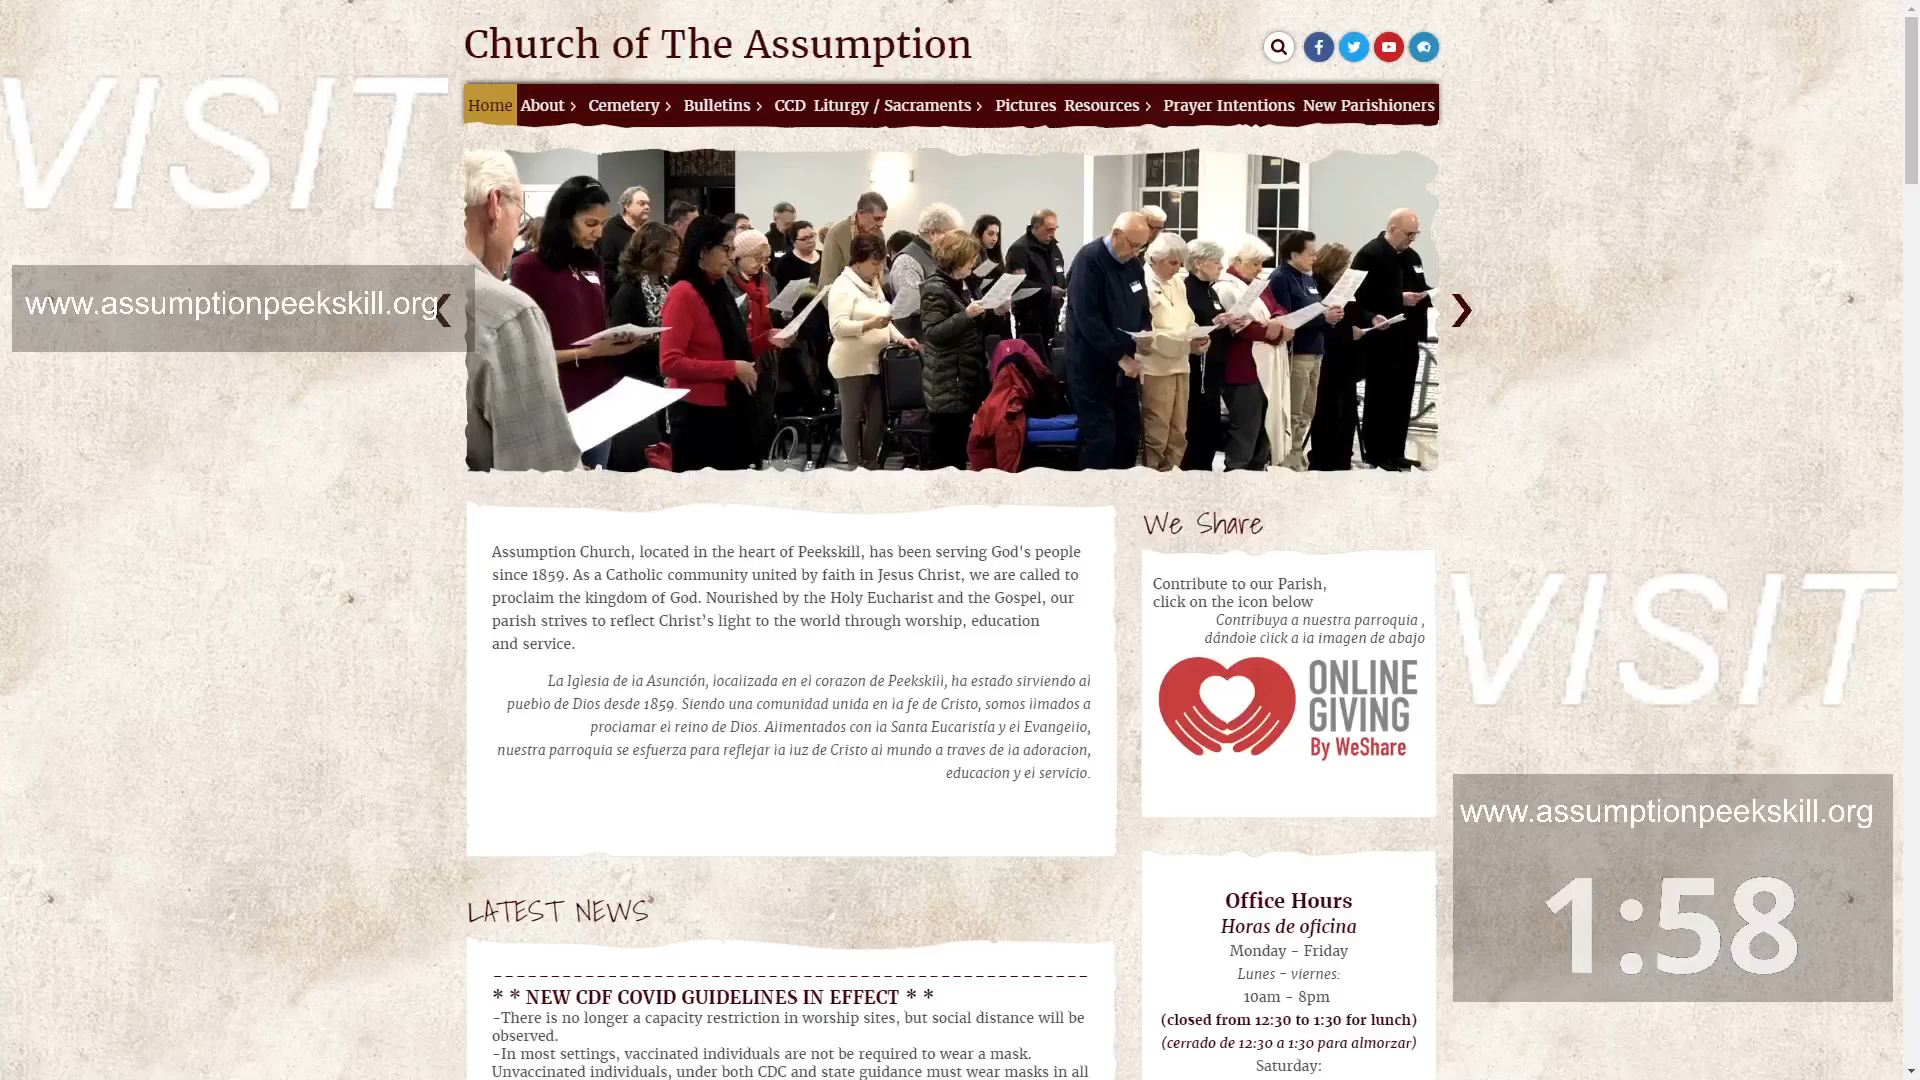 Church of The Assumption
VISIT
Home About > Cemetery > Bulletins > CCD Liturgy / Sacraments > Pictures Resources > Prayer Intentions New Parishioners
www.assumptionpeekskill.org
Assumption Church, located in the heart of Peekskill, has been serving God's people
since 1859. As a Catholic community united by faith in Jesus Christ, we are called to
proclaim the kingdom of God. Nourished by the Holy Eucharist and the Gospel, our
parish strives to reflect Christ’s light to the world through worship, education
and service.
La Iglesia de la Asunción, localizada en el corazon de Peekskill, ha estado sirviendo al
pueblo de Dios desde 1859. Siendo una comunidad unida en la fe de Cristo, somos llmados a
proclamar el reino de Dios. Alimentados con la Santa Eucaristía y el Evangelio,
nuestra parroquia se esfuerza para reflejar la luz de Cristo al mundo a traves de la adoracion,
educacion y el servicio.
LATEST NEWS
* * NEW CDF COVID GUIDELINES IN EFFECT * *
-There is no longer a capacity restriction in worship sites, but social distance will be
observed.
-In most settings, vaccinated individuals are not be required to wear a mask.
Unvaccinated individuals, under both CDC and state guidance must wear masks in all
We Share
Contribute to our Parish,
click on the icon below
Contribuya a nuestra parroquia ,
dándole click a la imagen de abajo
ONLINE
GIVING
By WeShare
Office Hours
Horas de oficina
Monday - Friday
Lunes - viernes:
10am - 8pm
(closed from 12:30 to 1:30 for lunch)
(cerrado de 12:30 a 1:30 para almorzar)
Saturday:
VISIT
www.assumptionpeekskill.org
1:58